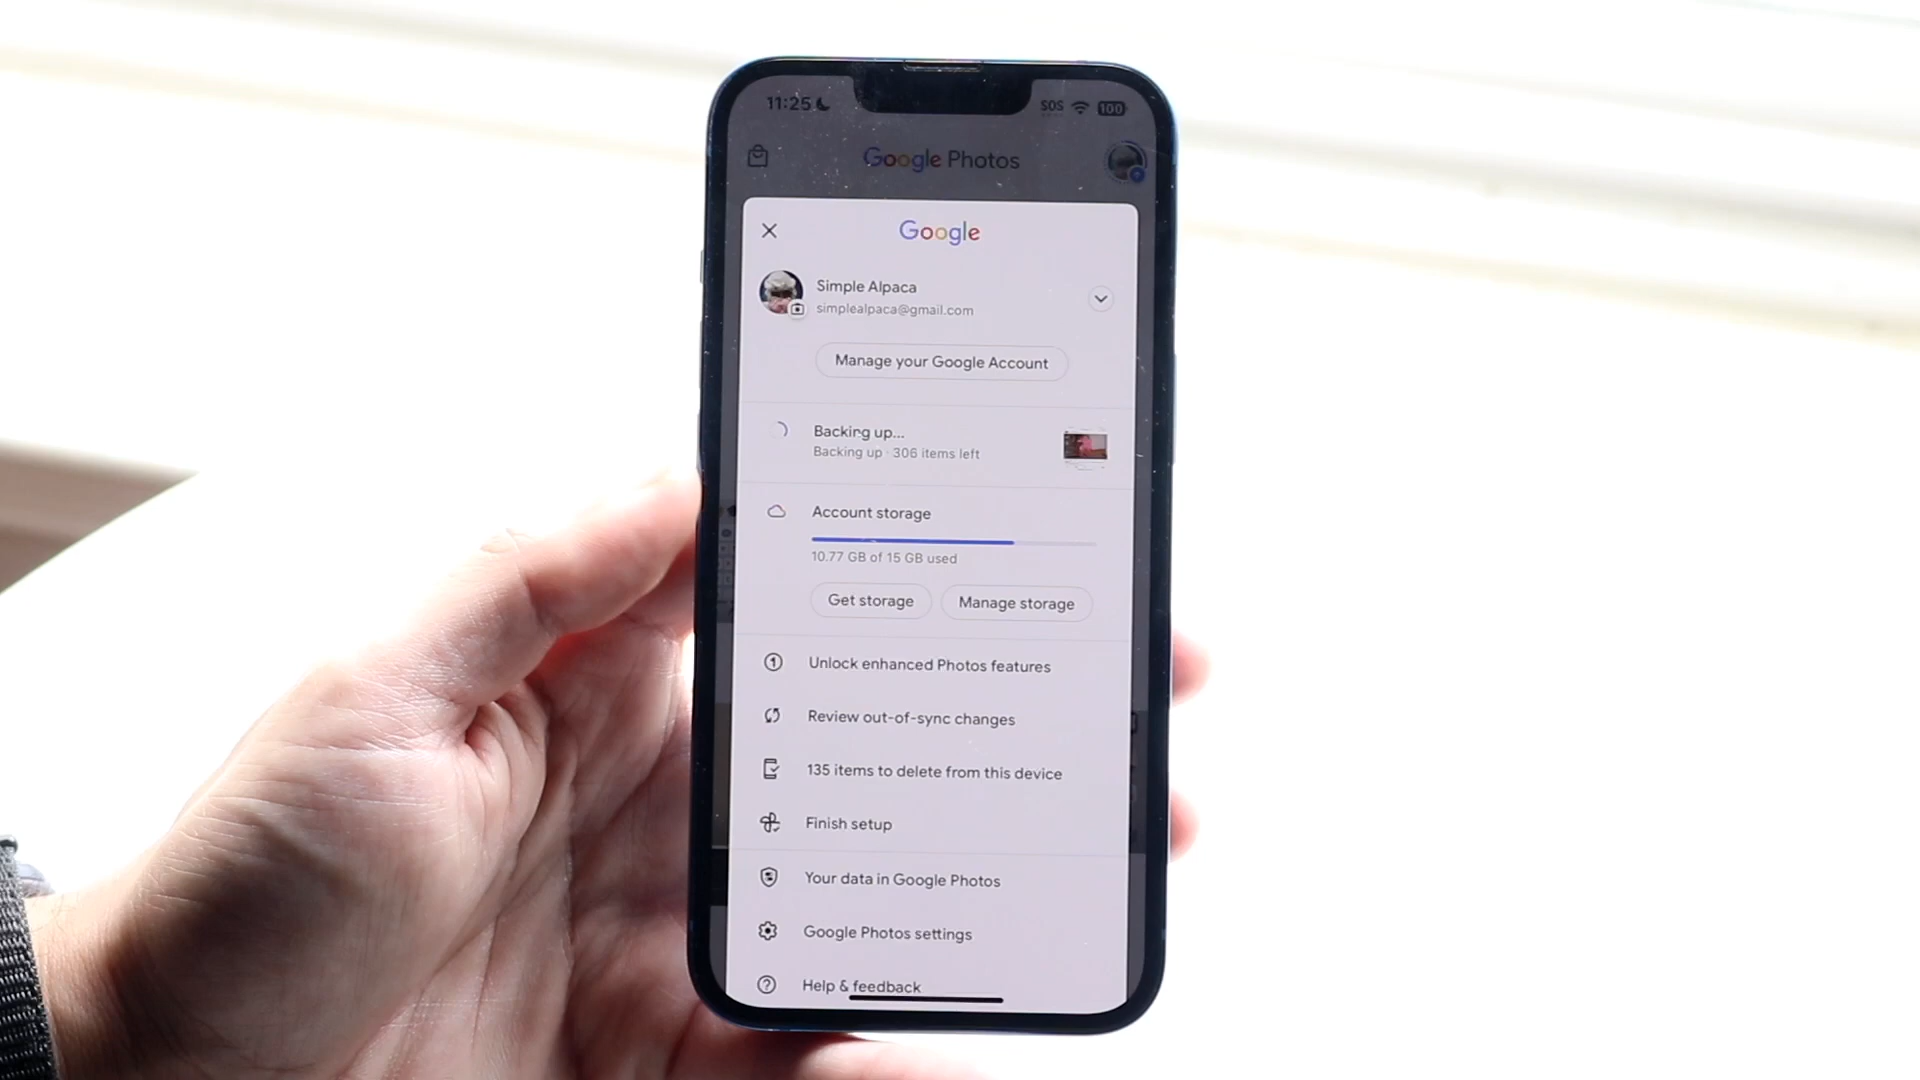 11:25
SOS
100
Google Photos
Google
Simple Alpaca
simplealpaca@gmail.com
Manage your Google Account
Backing up...
Backing up · 306 items left
Account storage
10.77 GB of 15 GB used
Get storage
Manage storage
Unlock enhanced Photos features
Review out-of-sync changes
135 items to delete from this device
Finish setup
Your data in Google Photos
Google Photos settings
Help & feedback